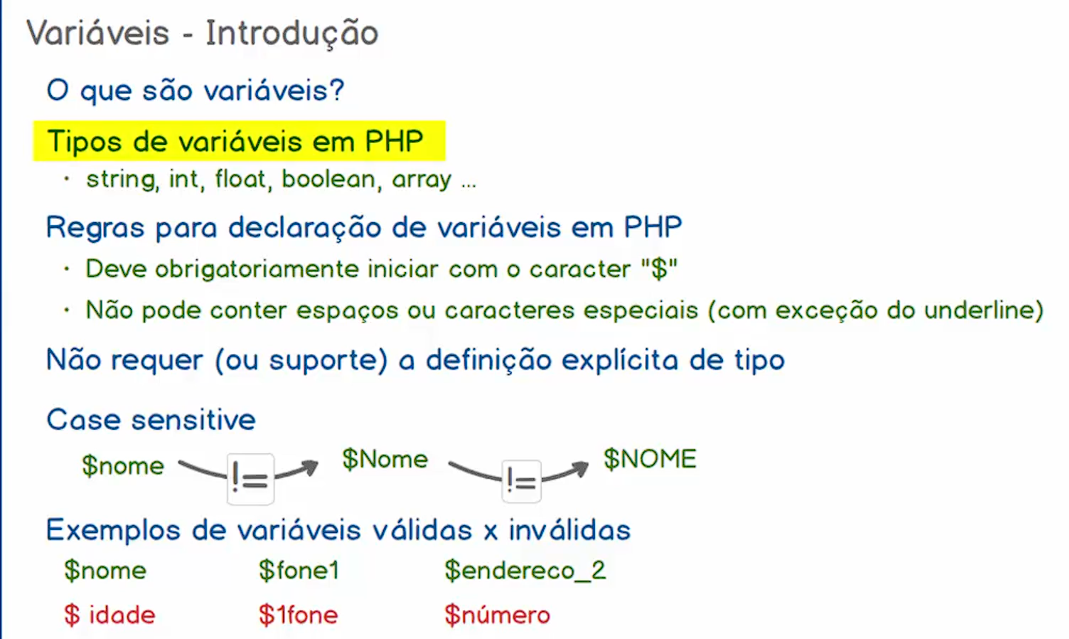 Variáveis - Introdução
O que são variáveis?
Tipos de variáveis em PHP
· string, int, float, boolean, array ...
Regras para declaração de variáveis em PHP
· Deve obrigatoriamente iniciar com o caracter "$"
· Não pode conter espaços ou caracteres especiais (com exceção do underline)
Não requer (ou suporte) a definição explícita de tipo
Case sensitive
$nome != $Nome != $NOME
Exemplos de variáveis válidas x inválidas
$nome $fone1 $endereco_2
$ idade $1fone $número